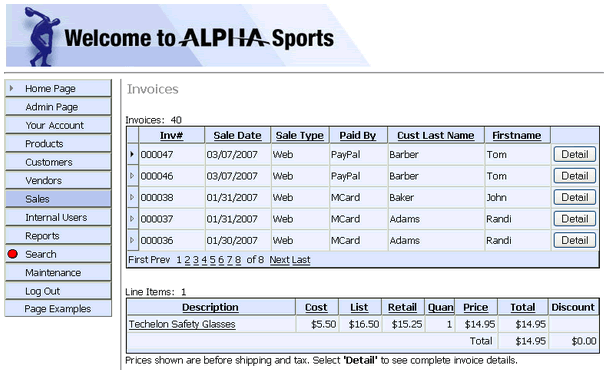 Welcome to ALPHA Sports
Home Page
Admin Page
Your Account
Products
Customers
Vendors
Sales
Internal Users
Reports
Search
Maintenance
Log Out
Page Examples
Invoices
Invoices: 40
Inv# Sale Date Sale Type Paid By Cust Last Name Firstname
000047 03/07/2007 Web PayPal Barber Tom Detail
000046 03/07/2007 Web PayPal Barber Tom Detail
000038 01/31/2007 Web MCard Baker John Detail
000037 01/31/2007 Web MCard Adams Randi Detail
000036 01/30/2007 Web MCard Adams Randi Detail
First Prev 1 2 3 4 5 6 7 8 of 8 Next Last
Line Items: 1
Description Cost List Retail Quan Price Total Discount
Techelon Safety Glasses $5.50 $16.50 $15.25 1 $14.95 $14.95
Total $14.95 $0.00
Prices shown are before shipping and tax. Select 'Detail' to see complete invoice details.